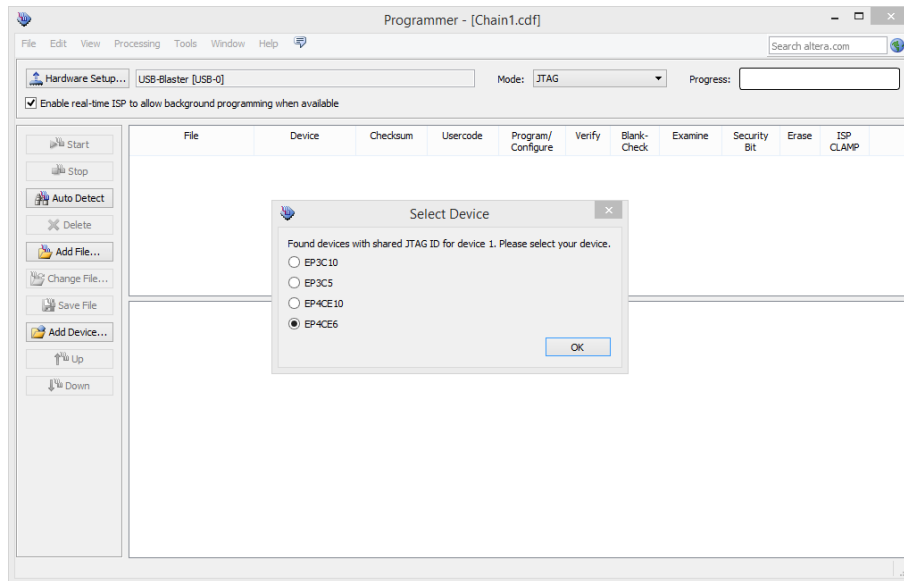 Programmer - [Chain1.cdf]
File Edit View Processing Tools Window Help
Search altera.com
Hardware Setup... USB-Blaster [USB-0] Mode: JTAG Progress:
Enable real-time ISP to allow background programming when available
Start
Stop
Auto Detect
Delete
Add File...
Change File...
Save File
Add Device...
Up
Down
File Device Checksum Usercode Program/ Verify Blank- Examine Security Erase ISP
Configure Check Bit CLAMP
Select Device
Found devices with shared JTAG ID for device 1. Please select your device.
EP3C10
EP3C5
EP4CE10
EP4CE6
OK